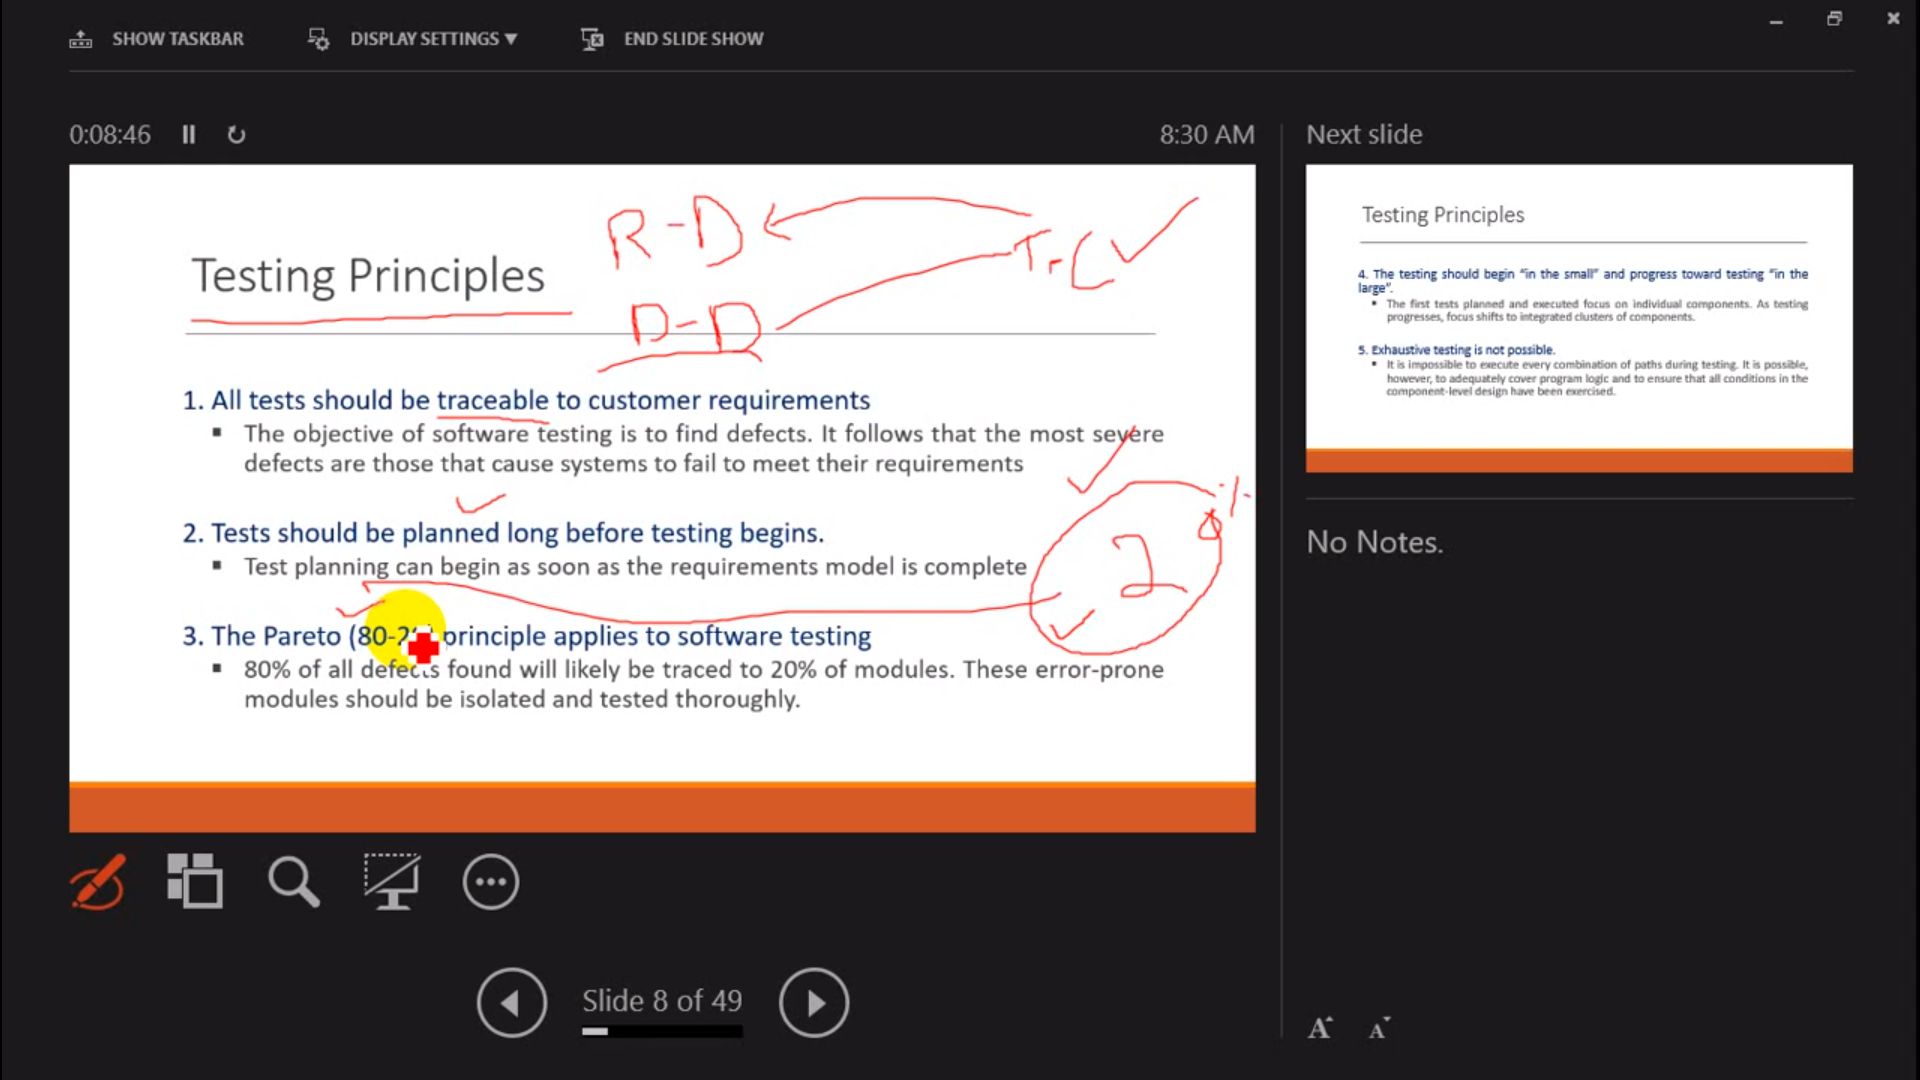 SHOW TASKBAR
DISPLAY SETTINGS ▼
END SLIDE SHOW
0:08:46
8:30 AM
Testing Principles
R-D
T-C
D-D
1. All tests should be traceable to customer requirements
▪ The objective of software testing is to find defects. It follows that the most severe
defects are those that cause systems to fail to meet their requirements
2. Tests should be planned long before testing begins.
▪ Test planning can begin as soon as the requirements model is complete
20%
3. The Pareto (80-2 principle applies to software testing
▪ 80% of all defects found will likely be traced to 20% of modules. These error-prone
modules should be isolated and tested thoroughly.
Slide 8 of 49
Next slide
Testing Principles
4. The testing should begin “in the small” and progress toward testing “in the
large”.
▪ The first tests planned and executed focus on individual components. As testing
progresses, focus shifts to integrated clusters of components.
5. Exhaustive testing is not possible.
▪ It is impossible to execute every combination of paths during testing. It is possible,
however, to adequately cover program logic and to ensure that all conditions in the
component-level design have been exercised.
No Notes.
A A